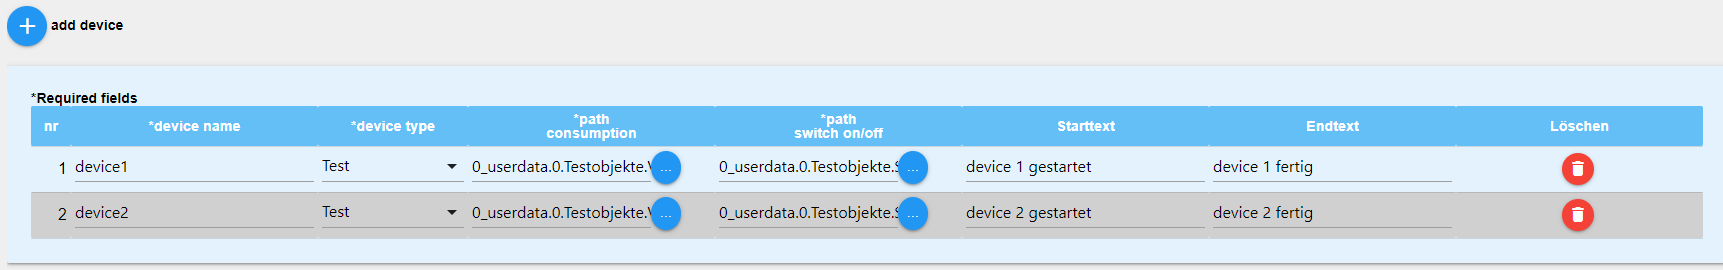 add device
*Required fields
nr *device name *device type *path consumption *path switch on/off Starttext Endtext Löschen
1 device1 Test 0_userdata.0.Testobjekte. ... 0_userdata.0.Testobjekte. ... device 1 gestartet device 1 fertig
2 device2 Test 0_userdata.0.Testobjekte. ... 0_userdata.0.Testobjekte. ... device 2 gestartet device 2 fertig